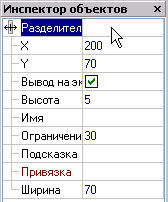 Инспектор объектов
Разделител
X 200
Y 70
Вывод на эк
Высота 5
Имя
Ограничени 30
Подсказка
Привязка
Ширина 70